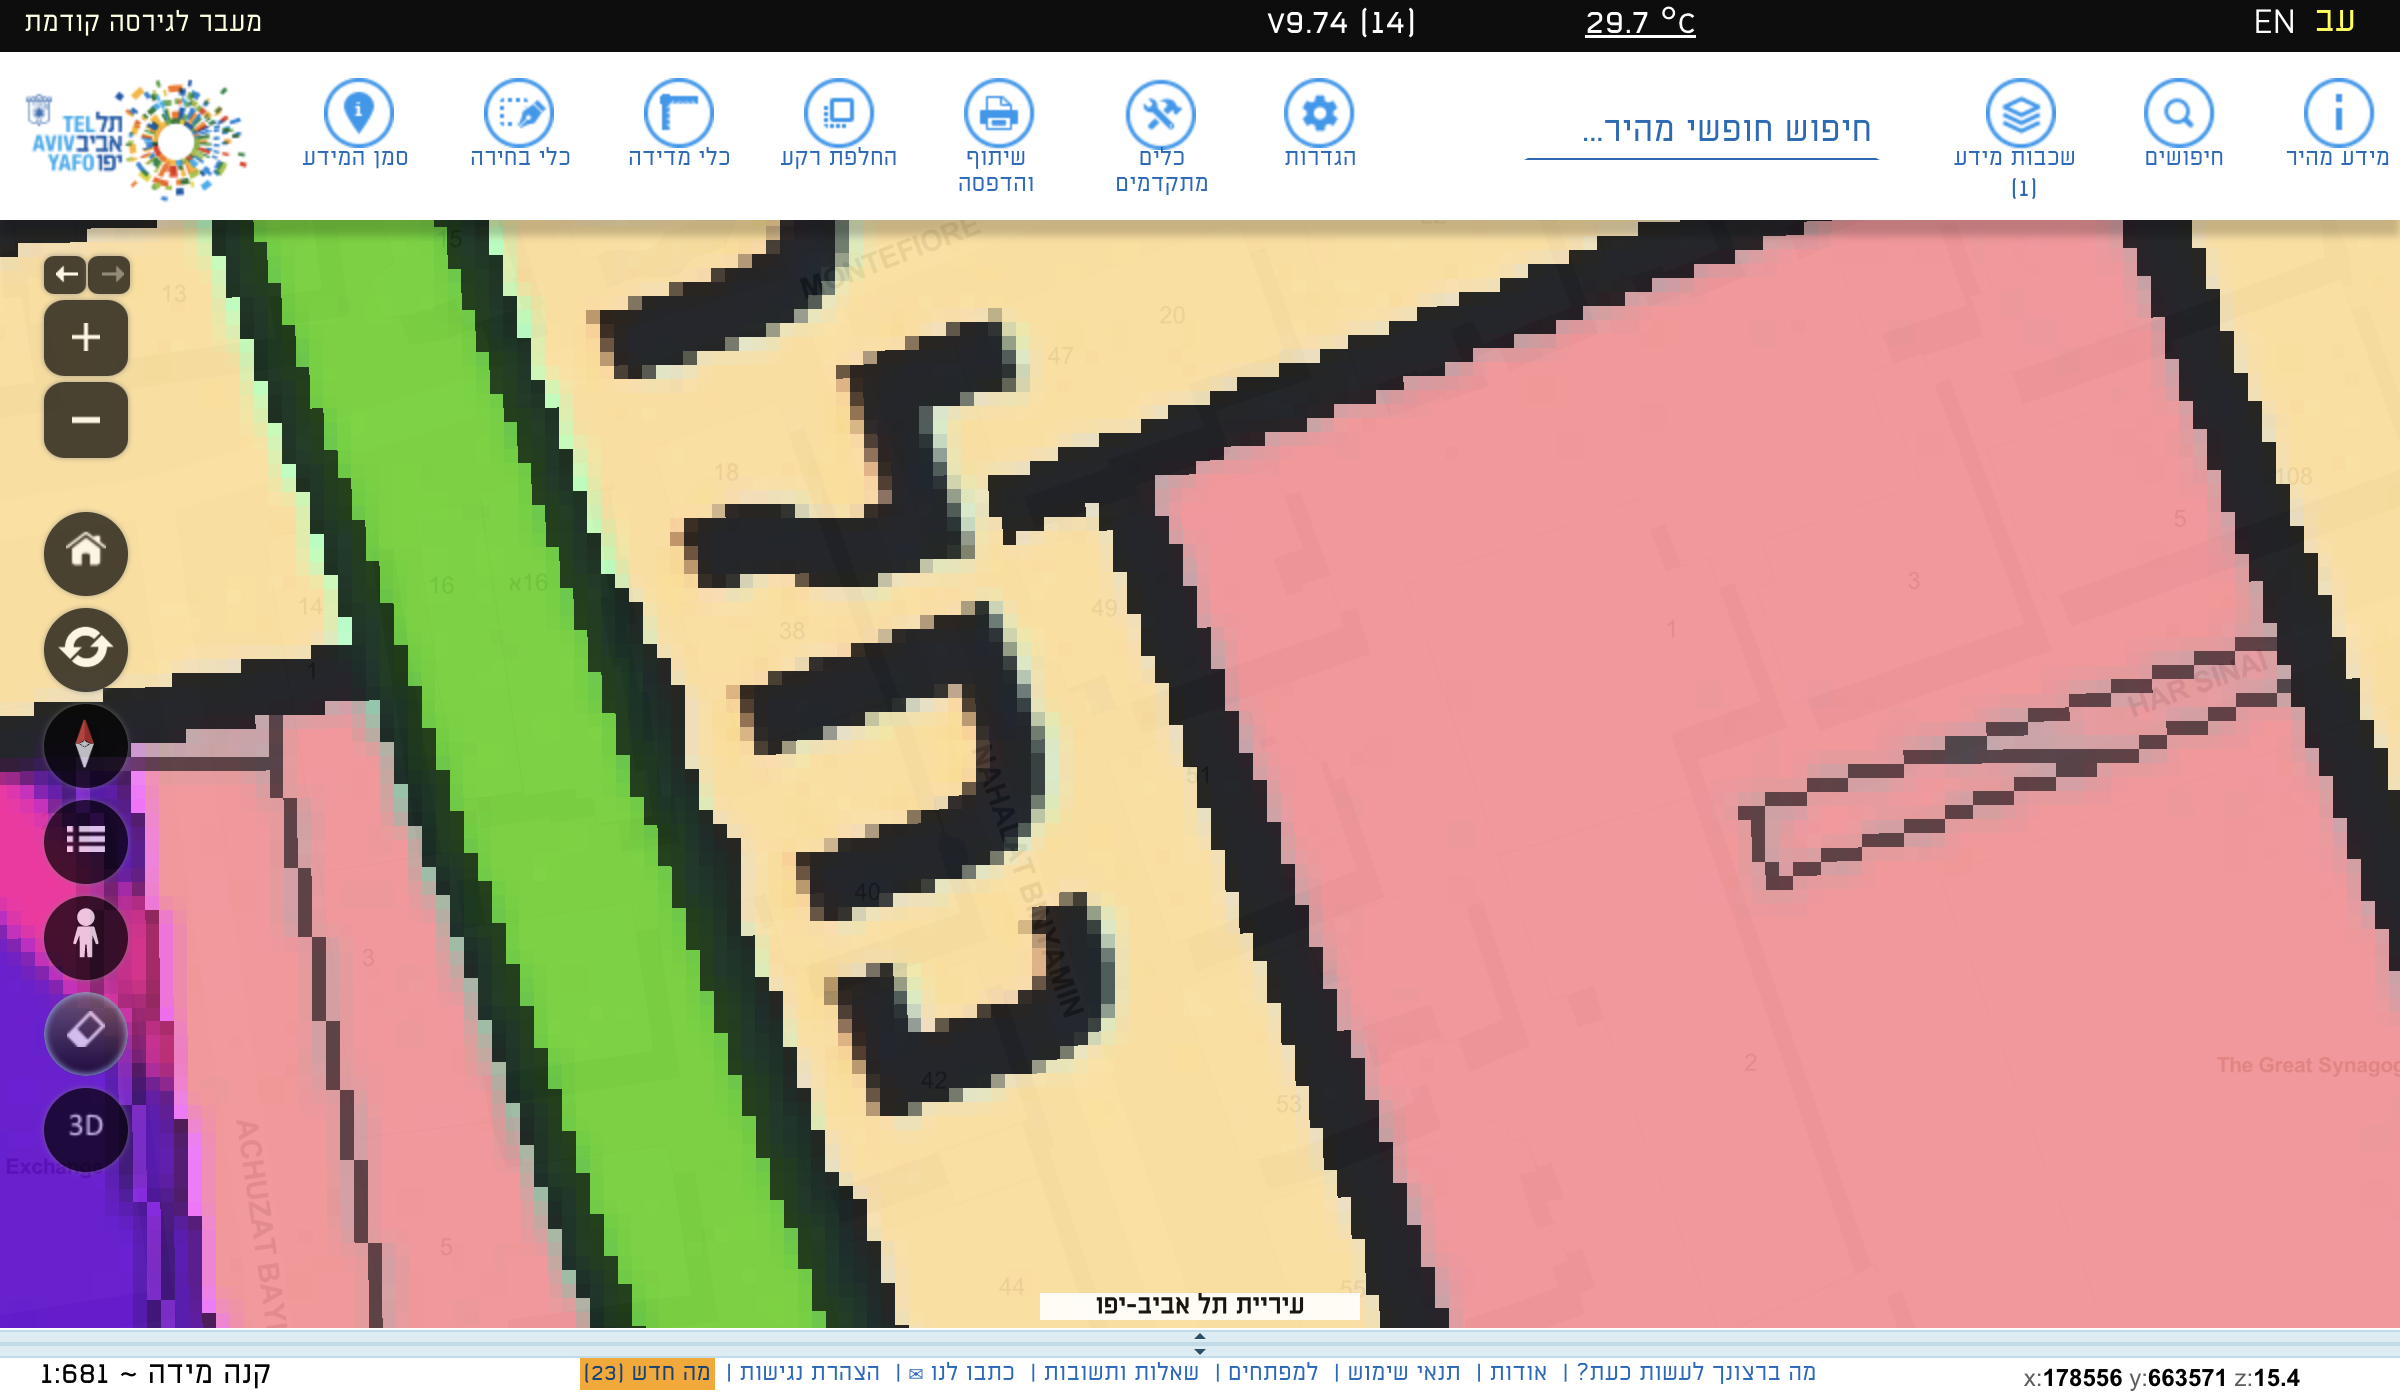 מעבר לגירסה קודמת
V9.74 (14)
29.7 °C
EN עב
תל אביב יפו
TEL AVIV YAFO
סמן המידע
כלי בחירה
כלי מדידה
החלפת רקע
שיתוף והדפסה
כלים מתקדמים
הגדרות
חיפוש חופשי מהיר...
שכבות מידע (1)
חיפושים
מידע מהיר
15
MONTEFIORE
13
20
47
18
108
5
16
16א
14
49
3
38
1
1
HAR SINAI
NAHALAT BINYAMIN
51
40
3
42
2
The Great Synagog
53
3D
Exchange
ACHUZAT BAYI
5
44
55
עיריית תל אביב-יפו
קנה מידה ~ 1:681
מה ברצונך לעשות כעת? | אודות | תנאי שימוש | למפתחים | שאלות ותשובות | כתבו לנו ✉ | הצהרת נגישות | מה חדש (23)
x:178556 y:663571 z:15.4